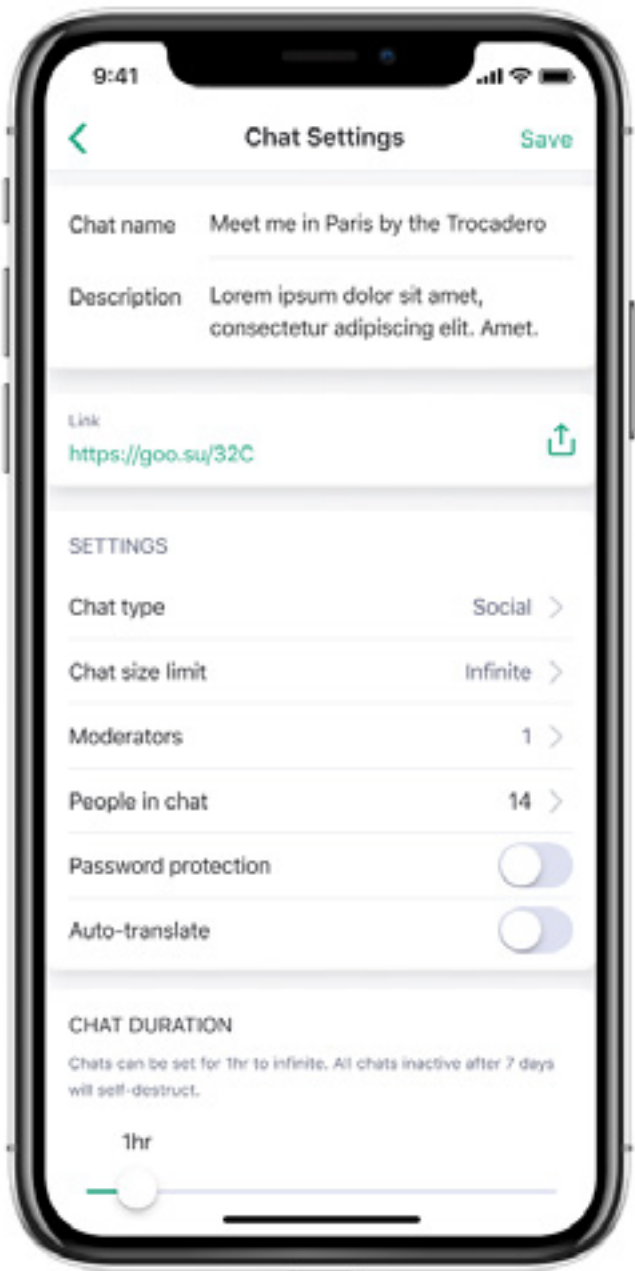 9:41
Chat Settings
Save
Chat name
Meet me in Paris by the Trocadero
Description
Lorem ipsum dolor sit amet,
consectetur adipiscing elit. Amet.
Link
https://goo.su/32C
SETTINGS
Chat type
Social
Chat size limit
Infinite
Moderators
1
People in chat
14
Password protection
Auto-translate
CHAT DURATION
Chats can be set for 1hr to infinite. All chats inactive after 7 days
will self-destruct.
1hr